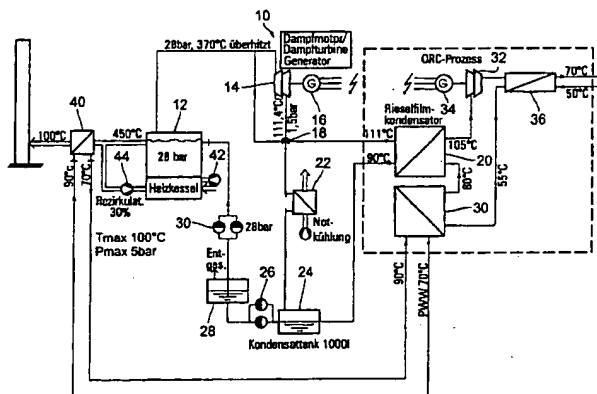 10
Dampfmotor/
Dampfturbine
Generator
28bar, 370°C überhitzt
ORC-Prozess
32
14
G
16
G
34
70°C
50°C
36
40
12
111,4°C
1,5bar
18
Rieselfilm-
kondensator
100°C
450°C
28 bar
111°C
105°C
90°C
20
44
42
22
Heizkessel
80°C
55°C
90°C
70°C
Rezirkulat.
30%
30
28bar
Not-
kühlung
30
Tmax 100°C
Pmax 5bar
Ent-
gas.
26
24
28
Kondensattank 1000l
90°C
PWW/70°C